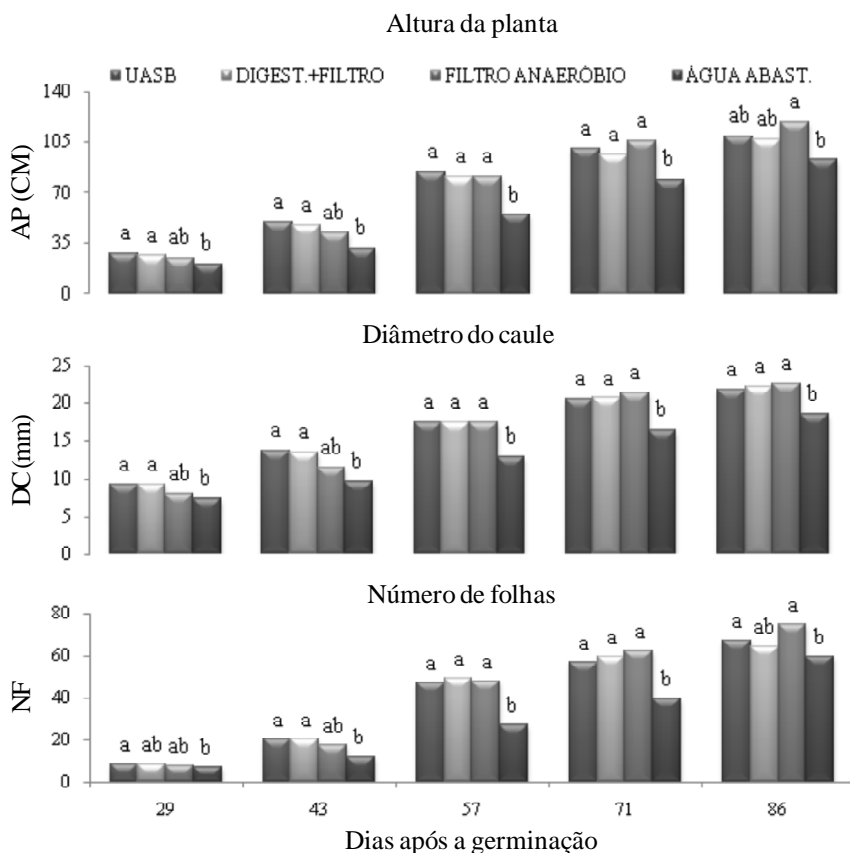 Altura da planta
UASB DIGEST.+FILTRO FILTRO ANAERÓBIO ÁGUA ABAST.
AP (CM)
140
105
70
35
0
a a ab b
a a ab b
a a a b
a a a b
ab ab a b
Diâmetro do caule
DC (mm)
25
20
15
10
5
0
a a ab b
a a ab b
a a a b
a a a b
a a a b
Número de folhas
NF
80
60
40
20
0
a ab ab b
a a ab b
a a a b
a a a b
a ab a b
29 43 57 71 86
Dias após a germinação